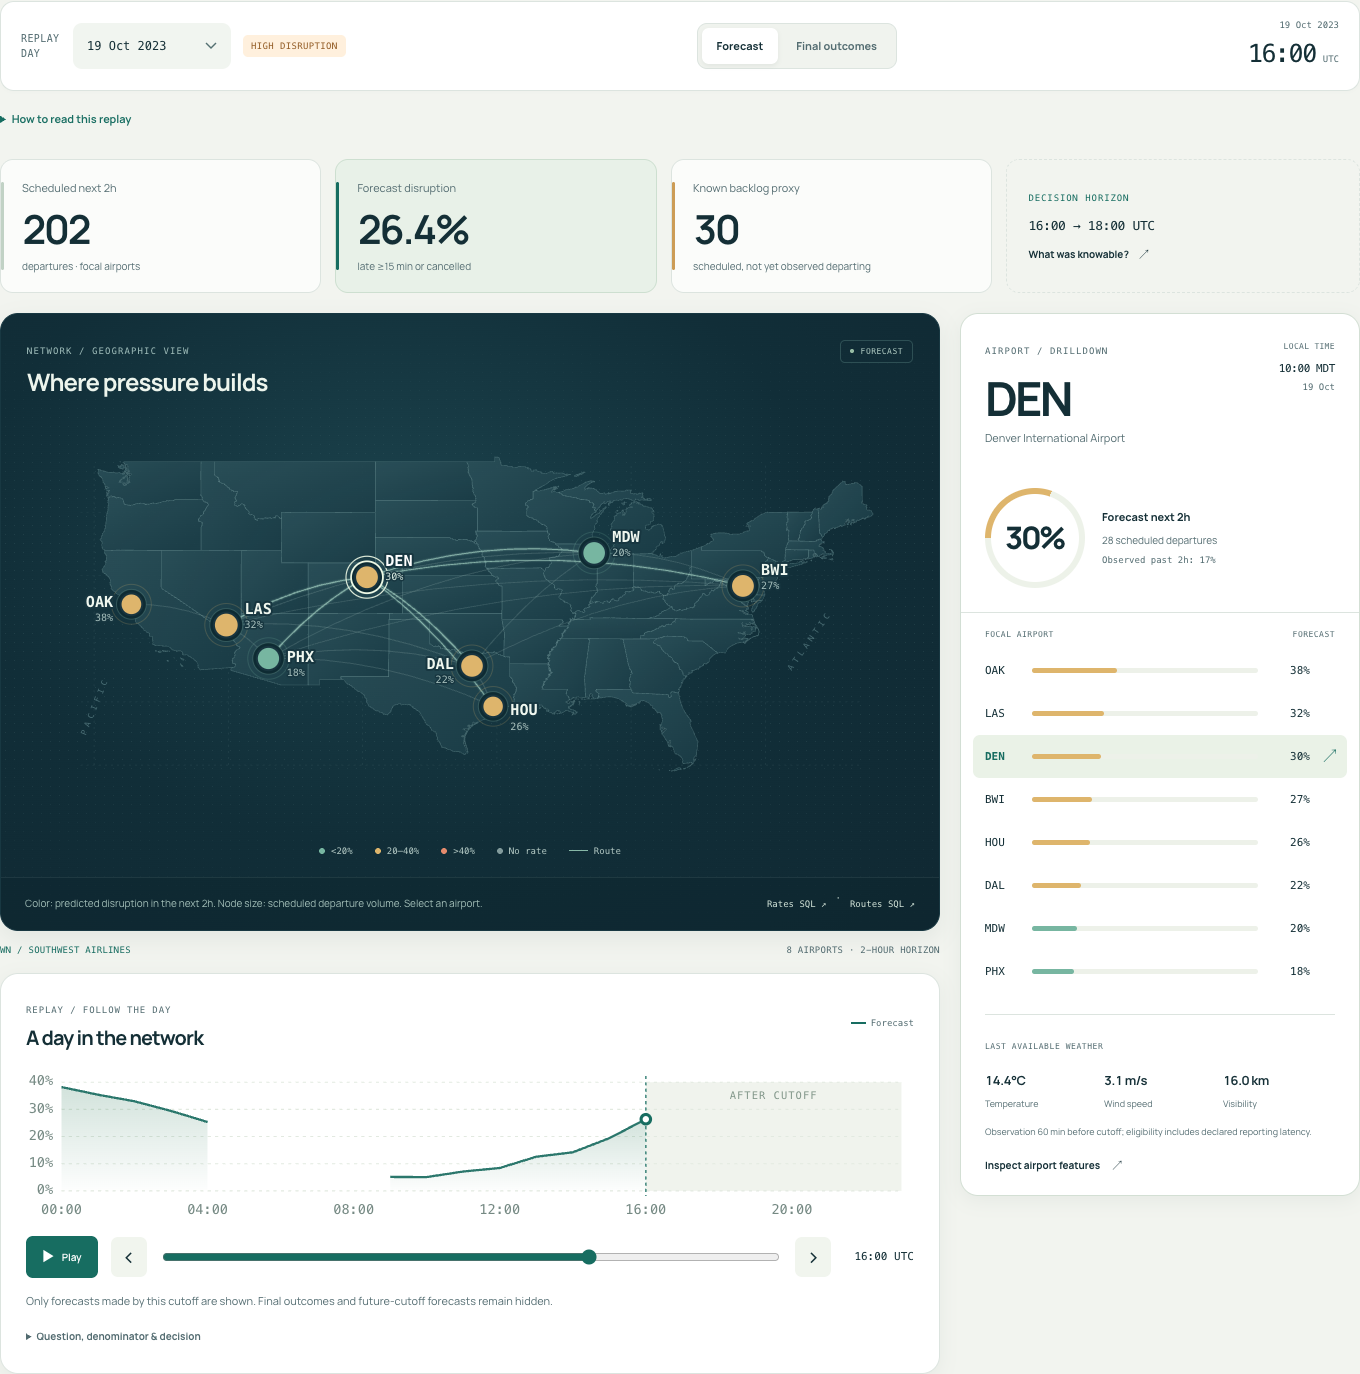 REPLAY
DAY
19 Oct 2023
HIGH DISRUPTION
Forecast
Final outcomes
19 Oct 2023
16:00 UTC
How to read this replay
Scheduled next 2h
202
departures · focal airports
Forecast disruption
26.4%
late ≥15 min or cancelled
Known backlog proxy
30
scheduled, not yet observed departing
DECISION HORIZON
16:00 → 18:00 UTC
What was knowable? ↗
NETWORK / GEOGRAPHIC VIEW
FORECAST
Where pressure builds
MDW
20%
DEN
30%
BWI
27%
OAK
38%
LAS
32%
PHX
18%
DAL
22%
HOU
26%
PACIFIC
ATLANTIC
<20%
20–40%
>40%
No rate
Route
Color: predicted disruption in the next 2h. Node size: scheduled departure volume. Select an airport.
Rates SQL ↗ · Routes SQL ↗
WN / SOUTHWEST AIRLINES
8 AIRPORTS · 2-HOUR HORIZON
REPLAY / FOLLOW THE DAY
A day in the network
Forecast
40%
30%
20%
10%
0%
AFTER CUTOFF
00:00
04:00
08:00
12:00
16:00
20:00
Play
16:00 UTC
Only forecasts made by this cutoff are shown. Final outcomes and future-cutoff forecasts remain hidden.
Question, denominator & decision
AIRPORT / DRILLDOWN
LOCAL TIME
10:00 MDT
19 Oct
DEN
Denver International Airport
30%
Forecast next 2h
28 scheduled departures
Observed past 2h: 17%
FOCAL AIRPORT
FORECAST
OAK 38%
LAS 32%
DEN 30% ↗
BWI 27%
HOU 26%
DAL 22%
MDW 20%
PHX 18%
LAST AVAILABLE WEATHER
14.4°C
3.1 m/s
16.0 km
Temperature
Wind speed
Visibility
Observation 60 min before cutoff; eligibility includes declared reporting latency.
Inspect airport features ↗